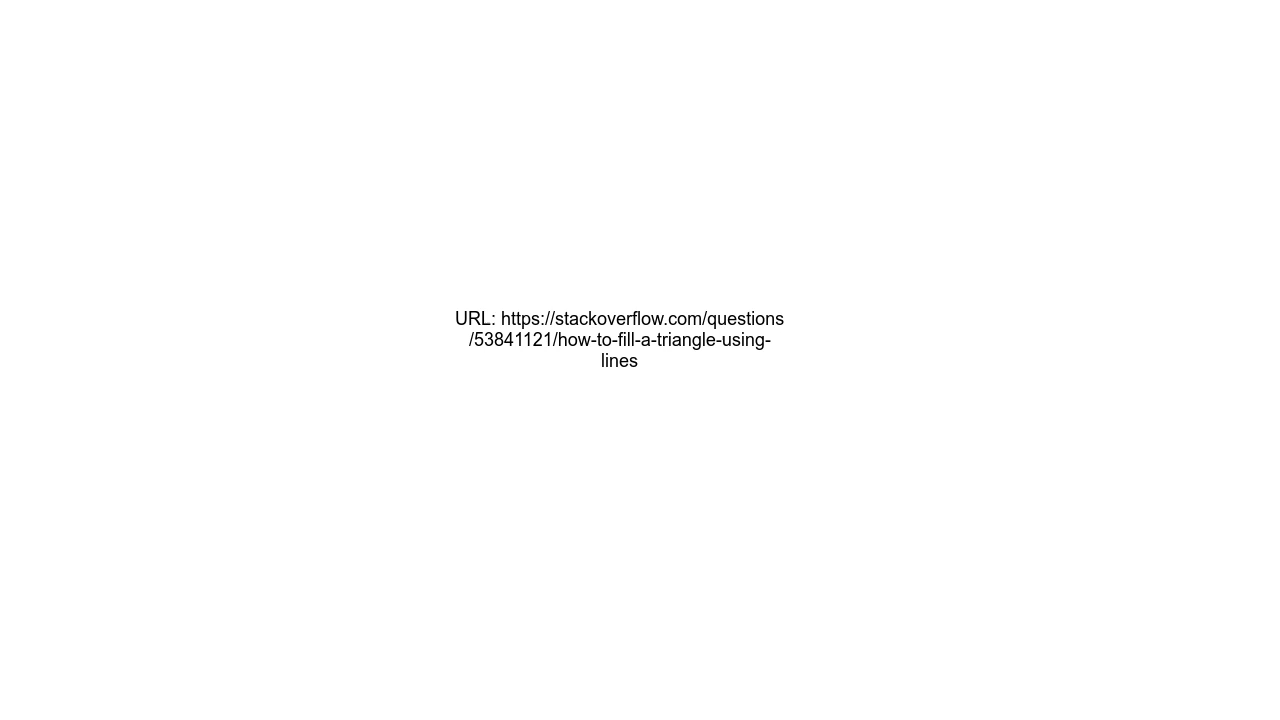 URL: https://stackoverflow.com/questions
/53841121/how-to-fill-a-triangle-using-
lines